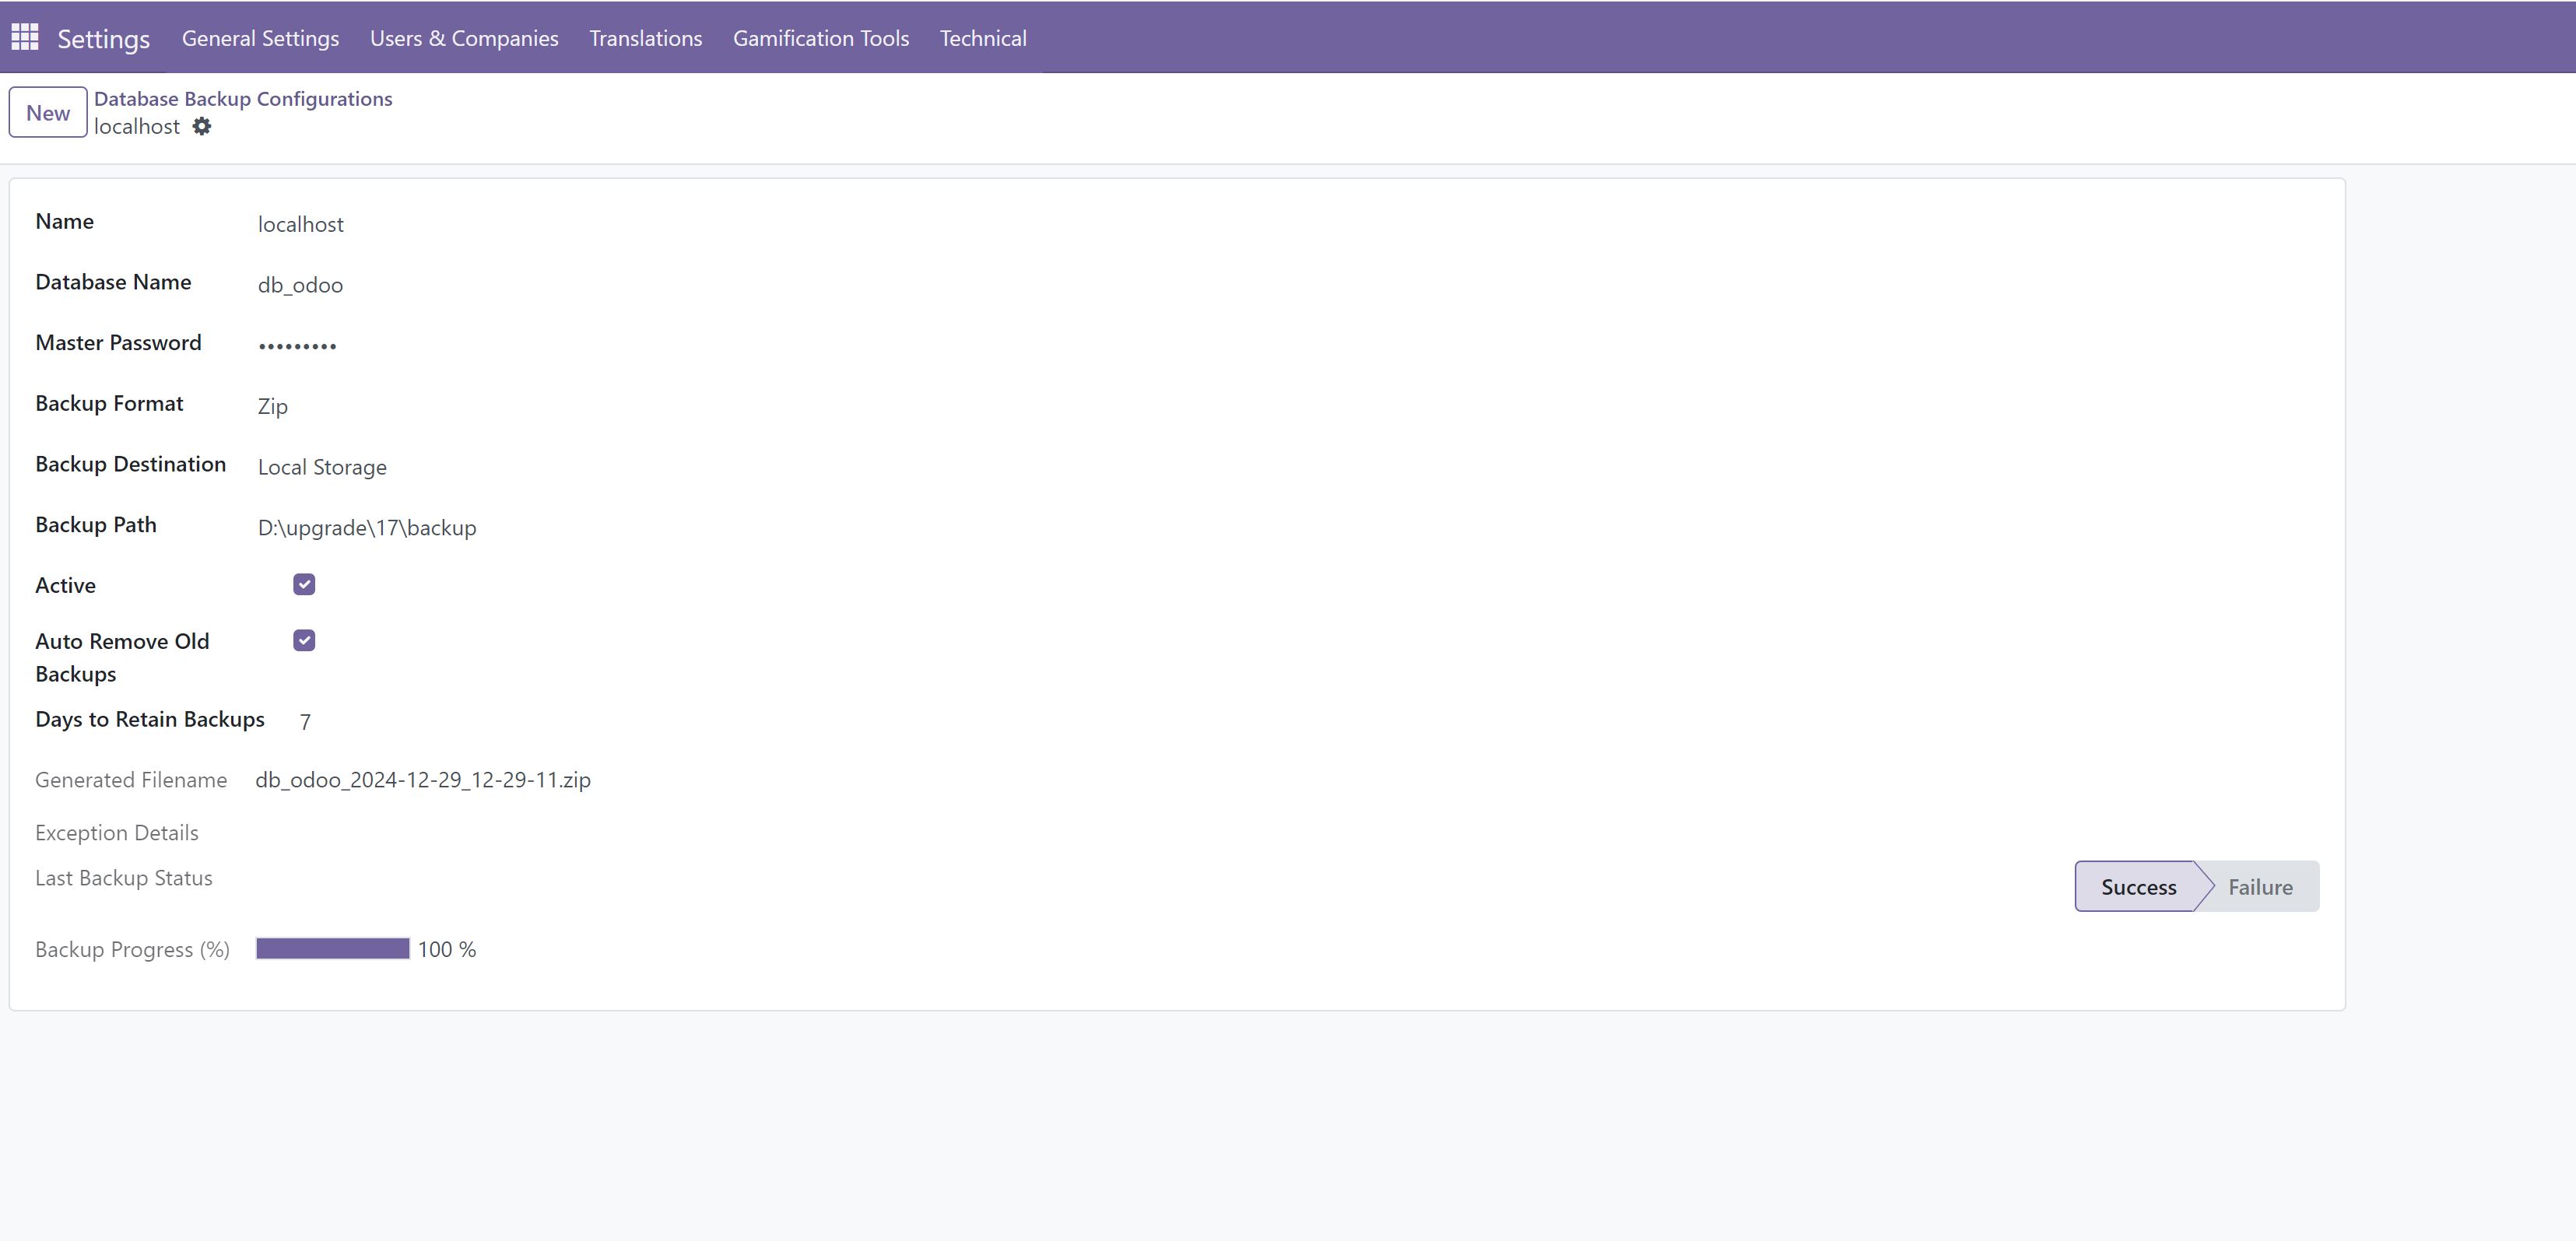 Settings General Settings Users & Companies Translations Gamification Tools Technical
New
Database Backup Configurations
localhost
Name localhost
Database Name db_odoo
Master Password •••••••••
Backup Format Zip
Backup Destination Local Storage
Backup Path D:\upgrade\17\backup
Active
Auto Remove Old
Backups
Days to Retain Backups 7
Generated Filename db_odoo_2024-12-29_12-29-11.zip
Exception Details
Last Backup Status
Success Failure
Backup Progress (%) 100 %